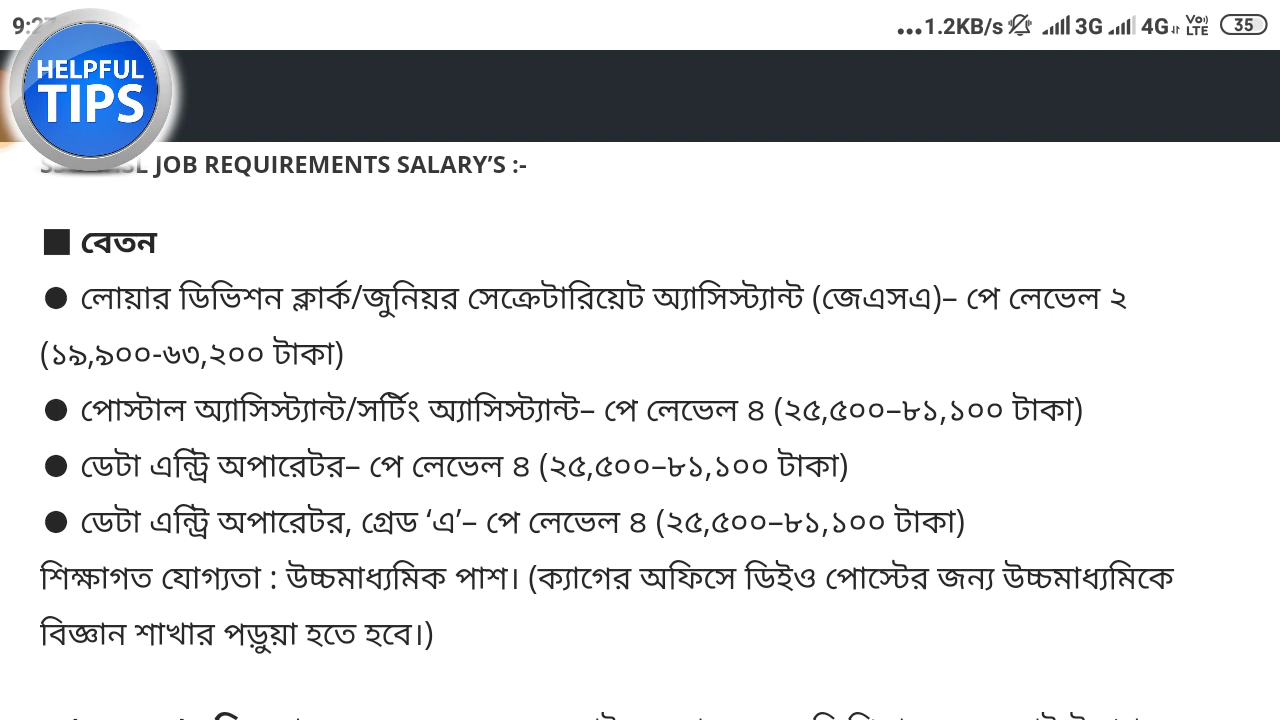 ...1.2KB/s 3G 4G Vo)) LTE 35
HELPFUL
TIPS
JOB REQUIREMENTS SALARY’S :-
■ বেতন
● লোয়ার ডিভিশন ক্লার্ক/জুনিয়র সেক্রেটারিয়েট অ্যাসিস্ট্যান্ট (জেএসএ)– পে লেভেল ২
(১৯,৯০০-৬৩,২০০ টাকা)
● পোস্টাল অ্যাসিস্ট্যান্ট/সর্টিং অ্যাসিস্ট্যান্ট– পে লেভেল ৪ (২৫,৫০০–৮১,১০০ টাকা)
● ডেটা এন্ট্রি অপারেটর– পে লেভেল ৪ (২৫,৫০০–৮১,১০০ টাকা)
● ডেটা এন্ট্রি অপারেটর, গ্রেড ‘এ’– পে লেভেল ৪ (২৫,৫০০–৮১,১০০ টাকা)
শিক্ষাগত যোগ্যতা : উচ্চমাধ্যমিক পাশ। (ক্যাগের অফিসে ডিইও পোস্টের জন্য উচ্চমাধ্যমিকে
বিজ্ঞান শাখার পড়ুয়া হতে হবে।)